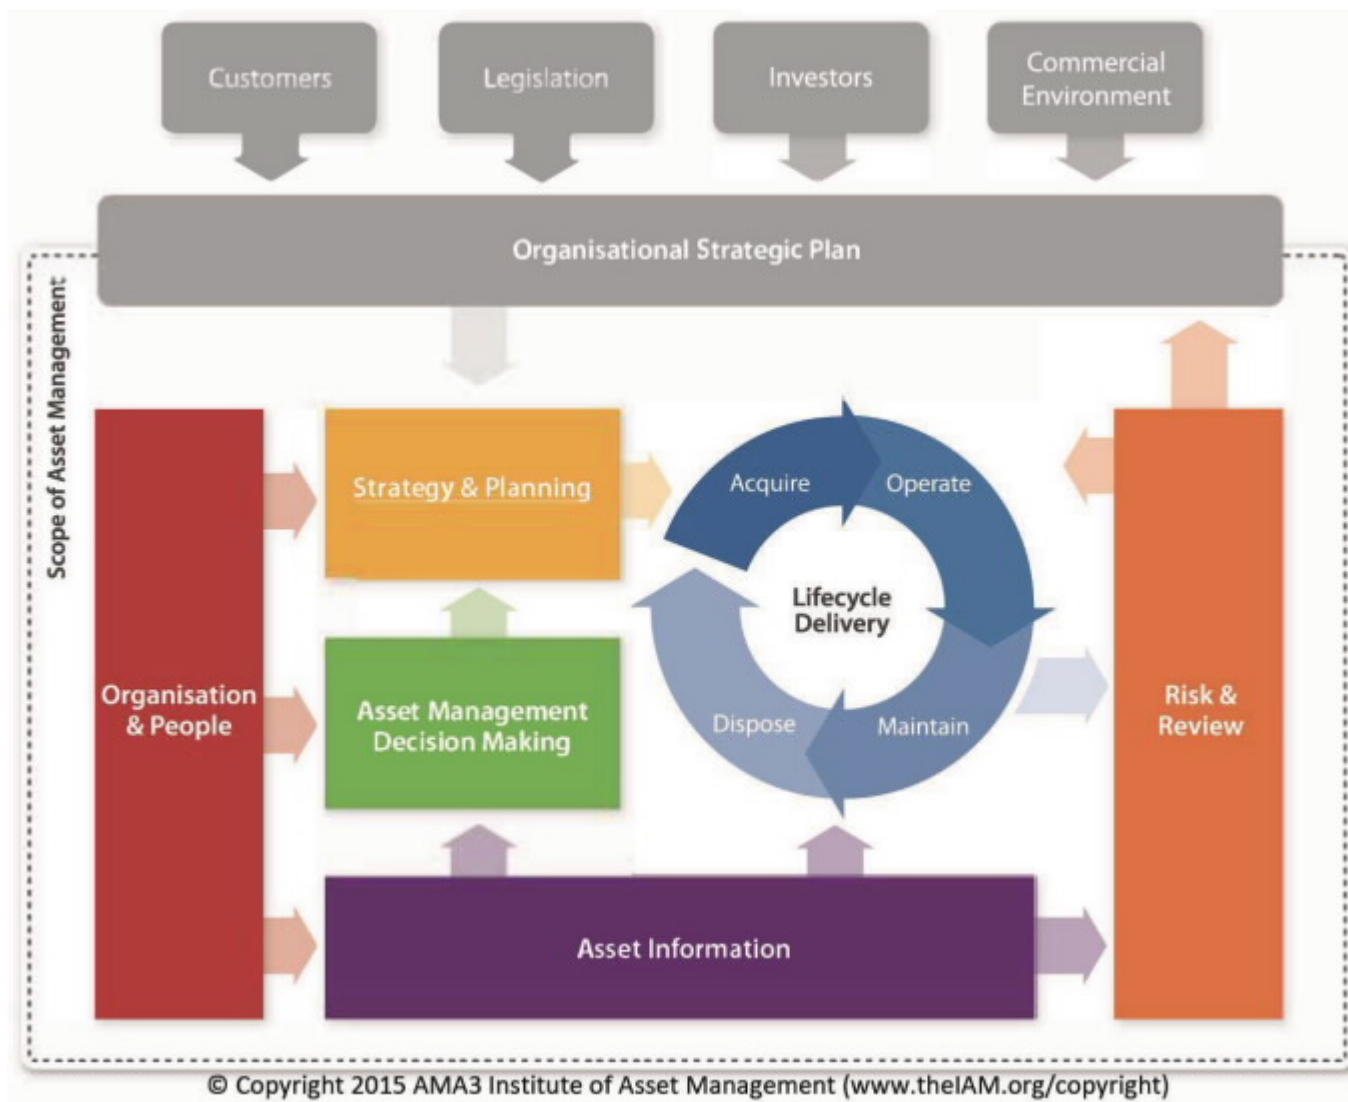 Customers
Legislation
Investors
Commercial
Environment
Organisational Strategic Plan
Scope of Asset Management
Strategy & Planning
Acquire
Operate
Lifecycle
Delivery
Organisation
& People
Asset Management
Decision Making
Dispose
Maintain
Risk &
Review
Asset Information
© Copyright 2015 AMA3 Institute of Asset Management (www.theIAM.org/copyright)